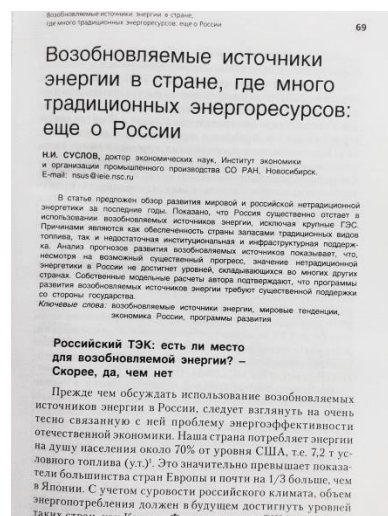 Возобновляемые источники энергии в стране,
где много традиционных энергоресурсов: еще о России
69
Возобновляемые источники
энергии в стране, где много
традиционных энергоресурсов:
еще о России
Н.И. СУСЛОВ, доктор экономических наук, Институт экономики
и организации промышленного производства СО РАН, Новосибирск.
E-mail: nsus@ieie.nsc.ru
В статье предложен обзор развития мировой и российской нетрадиционной
энергетики за последние годы. Показано, что Россия существенно отстает в
использовании возобновляемых источников энергии, исключая крупные ГЭС.
Причинами являются как обеспеченность страны запасами традиционных видов
топлива, так и недостаточная институциональная и инфраструктурная поддерж-
ка. Анализ прогнозов развития возобновляемых источников показывает, что,
несмотря на возможный существенный прогресс, значение нетрадиционной
энергетики в России не достигнет уровней, складывающихся во многих других
странах. Собственные модельные расчеты автора подтверждают, что программы
развития возобновляемых источников энергии требуют существенной поддержки
со стороны государства.
Ключевые слова: возобновляемые источники энергии, мировые тенденции,
экономика России, программы развития
Российский ТЭК: есть ли место
для возобновляемой энергии? –
Скорее, да, чем нет
Прежде чем обсуждать использование возобновляемых
источников энергии в России, следует взглянуть на очень
тесно связанную с ней проблему энергоэффективности
отечественной экономики. Наша страна потребляет энергии
на душу населения около 70% от уровня США, т.е. 7,2 т ус-
ловного топлива (у.т.)¹. Это значительно превышает показа-
тели большинства стран Европы и почти на 1/3 больше, чем
в Японии. С учетом суровости российского климата, объем
энергопотребления должен в будущем достигнуть уровней
таких стран, как